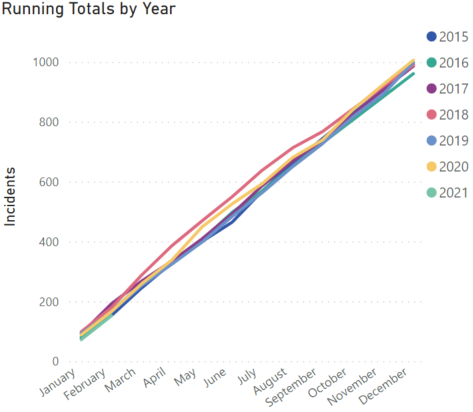 Running Totals by Year
Incidents
1000
800
600
400
200
0
January
February
March
April
May
June
July
August
September
October
November
December
2015
2016
2017
2018
2019
2020
2021